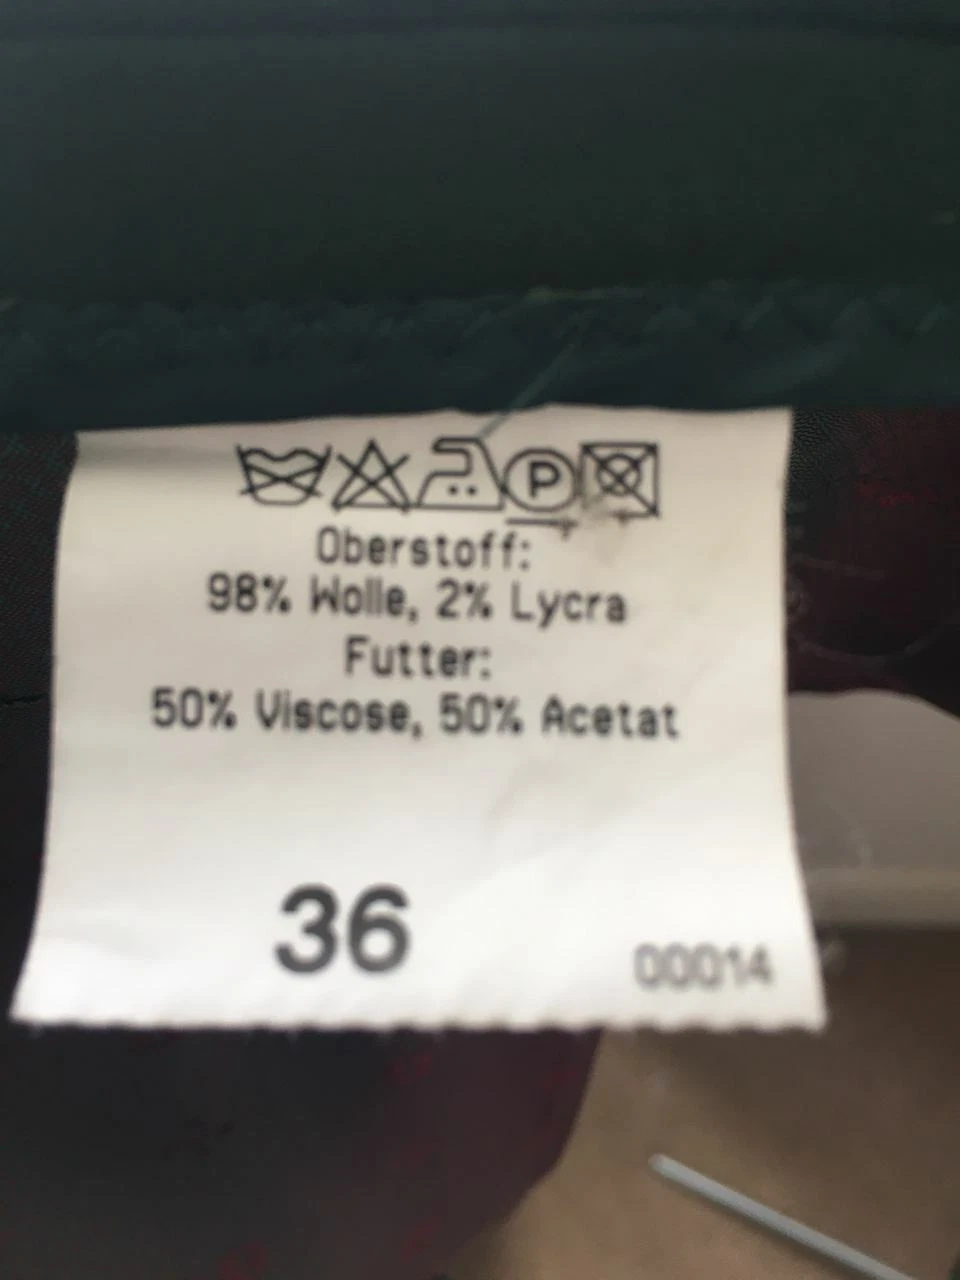 P
Oberstoff:
98% Wolle, 2% Lycra
Futter:
50% Viscose, 50% Acetat
36
00014